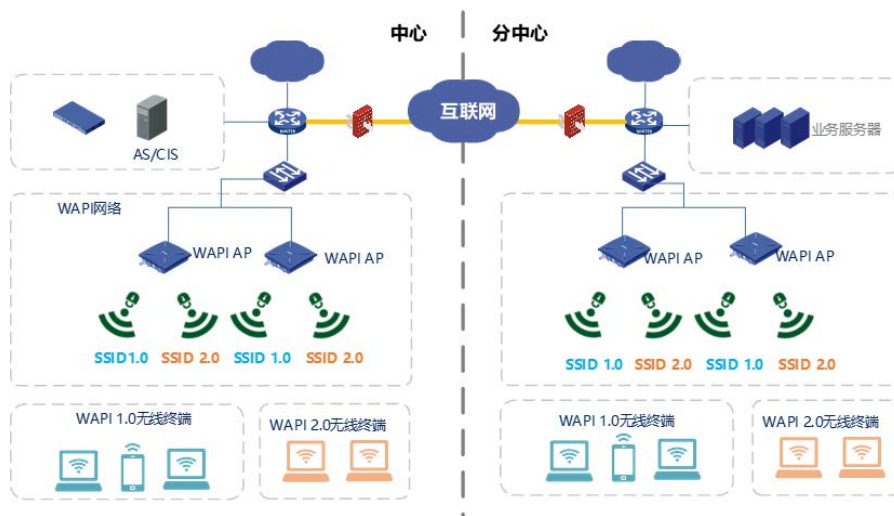 中心
分中心
互联网
ROUTER
ROUTER
AS/CIS
业务服务器
WAPI网络
WAPI AP
WAPI AP
WAPI AP
WAPI AP
SSID1.0
SSID 2.0
SSID 1.0
SSID 2.0
SSID 1.0
SSID 2.0
SSID 1.0
SSID 2.0
WAPI 1.0无线终端
WAPI 2.0无线终端
WAPI 1.0无线终端
WAPI 2.0无线终端